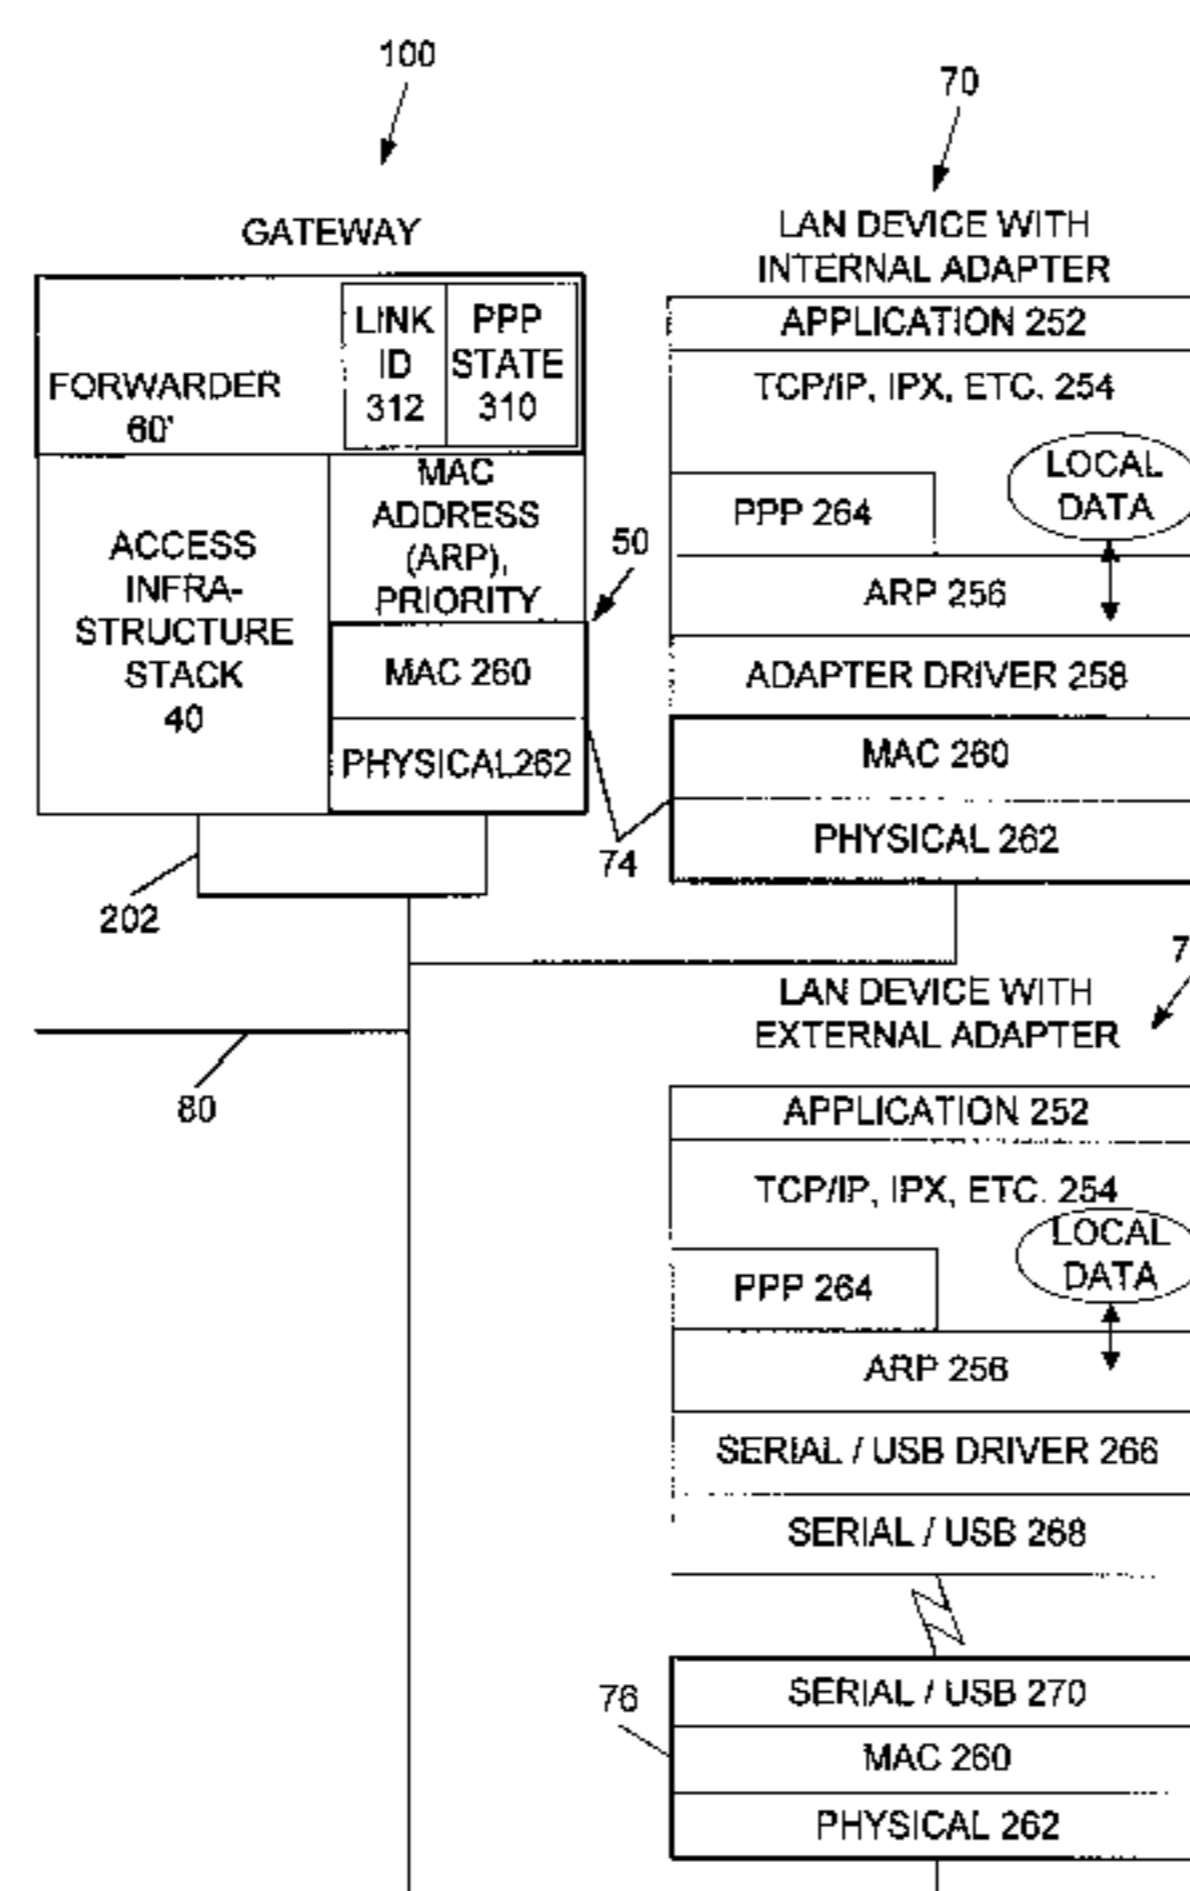 100
70
GATEWAY
LINK
ID
312
PPP
STATE
310
FORWARDER
60'
MAC
ADDRESS
(ARP),
PRIORITY
50
ACCESS
INFRA-
STRUCTURE
STACK
40
MAC 260
PHYSICAL262
74
202
80
LAN DEVICE WITH
INTERNAL ADAPTER
APPLICATION 252
TCP/IP, IPX, ETC. 254
LOCAL
DATA
PPP 264
ARP 256
ADAPTER DRIVER 258
MAC 260
PHYSICAL 262
7
LAN DEVICE WITH
EXTERNAL ADAPTER
APPLICATION 252
TCP/IP, IPX, ETC. 254
LOCAL
DATA
PPP 264
ARP 256
SERIAL / USB DRIVER 266
SERIAL / USB 268
76
SERIAL / USB 270
MAC 260
PHYSICAL 262